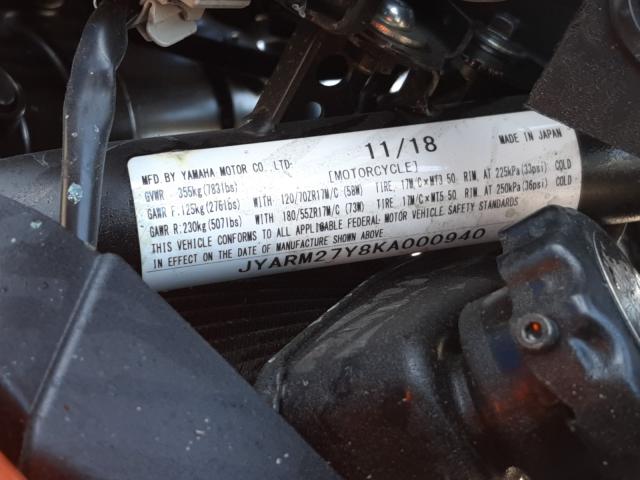 11/18 MADE IN JAPAN
MFD BY YAMAHA MOTOR CO.,LTD. [MOTORCYCLE]
GVWR 355kg(783lbs)
GAWR F:125kg(276lbs) WITH 120/70ZR17M/C (58W) TIRE, 17M/C×MT3.50 RIM, AT 225kPa(33psi) COLD
GAWR R:230kg(507lbs) WITH 180/55ZR17M/C (73W) TIRE, 17M/C×MT5.50 RIM, AT 250kPa(36psi) COLD
THIS VEHICLE CONFORMS TO ALL APPLICABLE FEDERAL MOTOR VEHICLE SAFETY STANDARDS
IN EFFECT ON THE DATE OF MANUFACTURE SHOWN ABOVE
JYARM27Y8KA000940